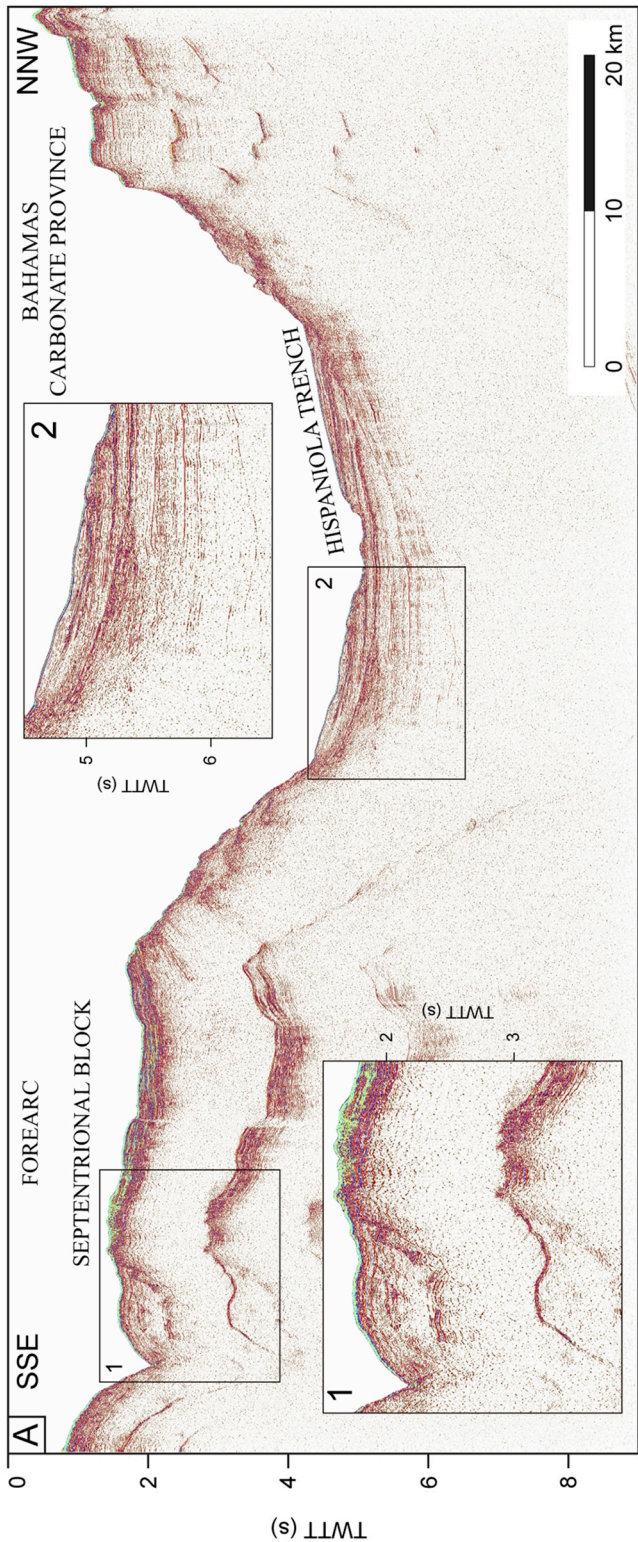 A
SSE
FOREARC
BAHAMAS
CARBONATE PROVINCE
NNW
SEPTENTRIONAL BLOCK
HISPANIOLA TRENCH
1
2
2
TWTT (s)
5
6
1
TWTT (s)
2
3
TWTT (s)
0
2
4
6
8
0
10
20 km